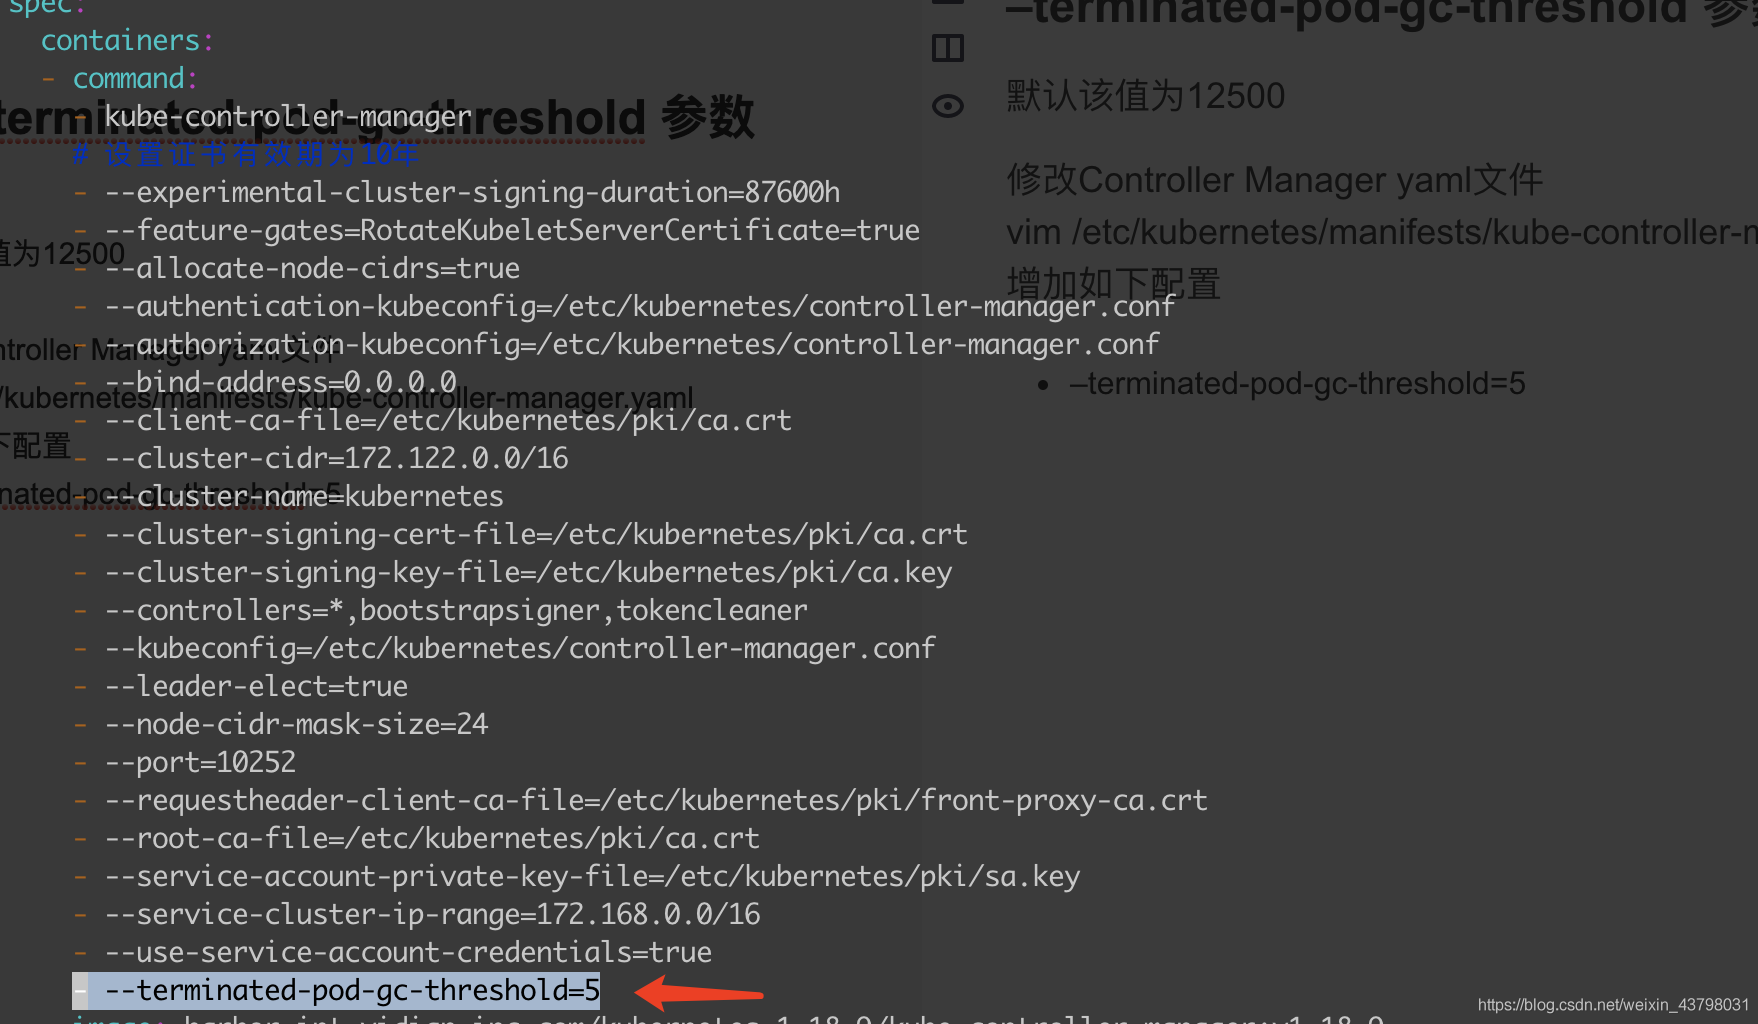 spec:
containers:
- command:
- kube-controller-manager
# 设置证书有效期为10年
- --experimental-cluster-signing-duration=87600h
- --feature-gates=RotateKubeletServerCertificate=true
- --allocate-node-cidrs=true
- --authentication-kubeconfig=/etc/kubernetes/controller-manager.conf
- --authorization-kubeconfig=/etc/kubernetes/controller-manager.conf
- --bind-address=0.0.0.0
- --client-ca-file=/etc/kubernetes/pki/ca.crt
- --cluster-cidr=172.122.0.0/16
- --cluster-name=kubernetes
- --cluster-signing-cert-file=/etc/kubernetes/pki/ca.crt
- --cluster-signing-key-file=/etc/kubernetes/pki/ca.key
- --controllers=*,bootstrapsigner,tokencleaner
- --kubeconfig=/etc/kubernetes/controller-manager.conf
- --leader-elect=true
- --node-cidr-mask-size=24
- --port=10252
- --requestheader-client-ca-file=/etc/kubernetes/pki/front-proxy-ca.crt
- --root-ca-file=/etc/kubernetes/pki/ca.crt
- --service-account-private-key-file=/etc/kubernetes/pki/sa.key
- --service-cluster-ip-range=172.168.0.0/16
- --use-service-account-credentials=true
- --terminated-pod-gc-threshold=5
terminated-pod-gc-threshold 参数
值为12500
ntroller Manager yaml文件
/kubernetes/manifests/kube-controller-manager.yaml
下配置
nated-pod-gc-threshold=5
–terminated-pod-gc-threshold 参数
默认该值为12500
修改Controller Manager yaml文件
vim /etc/kubernetes/manifests/kube-controller-m
增加如下配置
• –terminated-pod-gc-threshold=5
https://blog.csdn.net/weixin_43798031